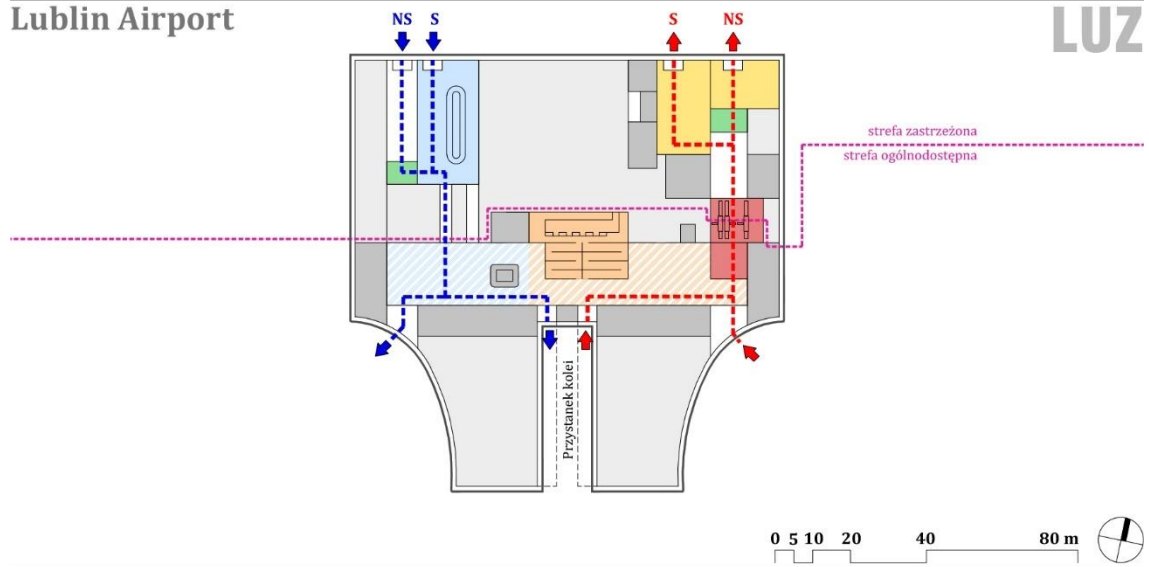 Lublin Airport
NS S
S NS
LUZ
strefa zastrzeżona
strefa ogólnodostępna
Przystanek kolei
0 5 10 20 40 80 m